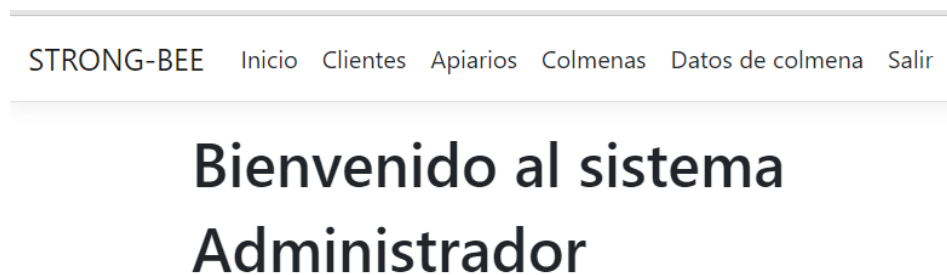 STRONG-BEE Inicio Clientes Apiarios Colmenas Datos de colmena Salir
Bienvenido al sistema
Administrador